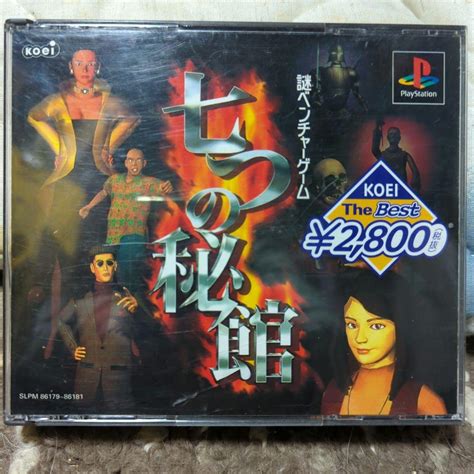 KOEI
七つの秘館
謎ベンチャーゲーム
PlayStation
KOEI
The Best
¥2,800(税抜)
SLPM 86179~86181